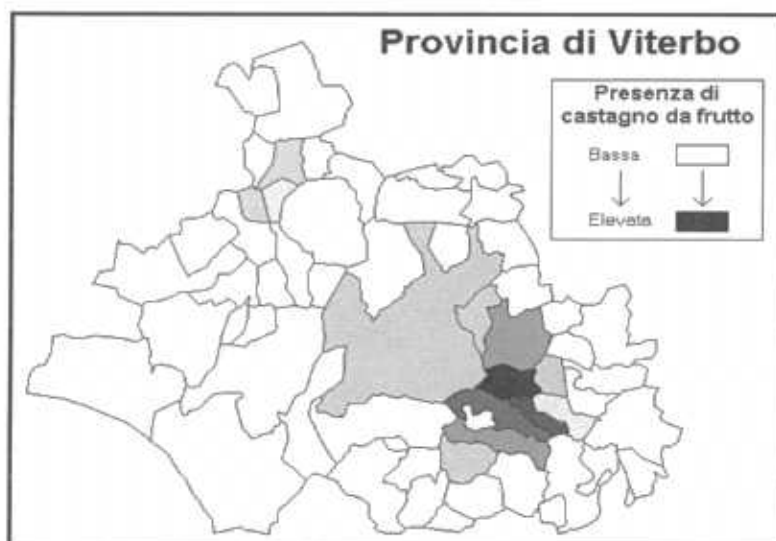 Provincia di Viterbo
Presenza di
castagno da frutto
Bassa
Elevata